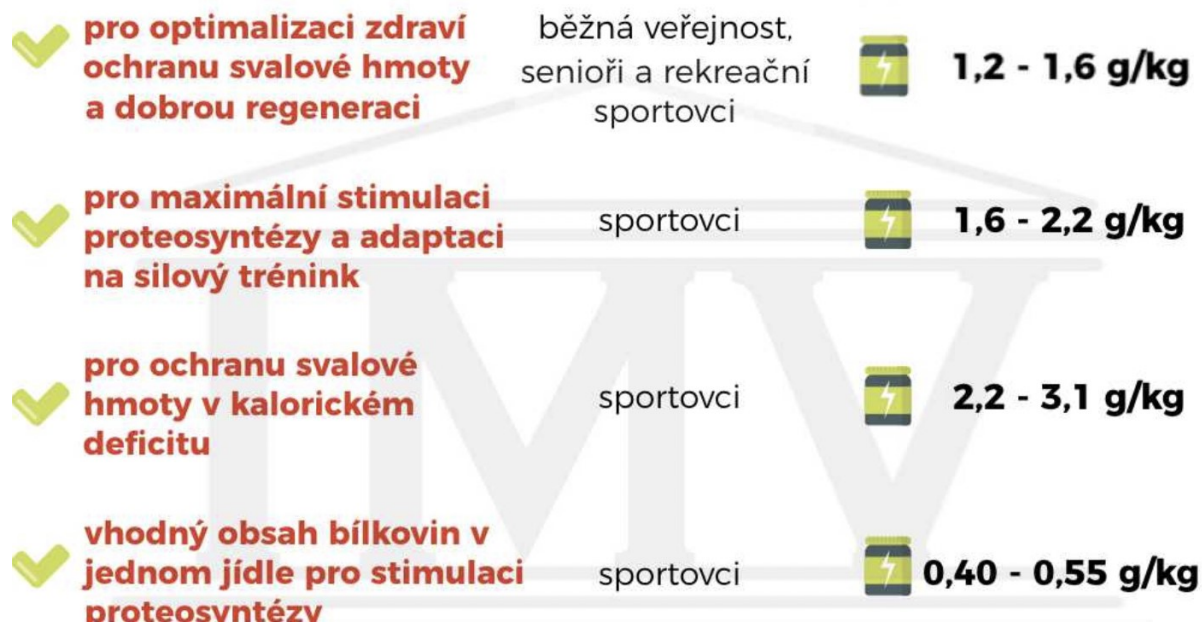 pro optimalizaci zdraví
ochranu svalové hmoty
a dobrou regeneraci
běžná veřejnost,
senioři a rekreační
sportovci
1,2 - 1,6 g/kg
pro maximální stimulaci
proteosyntézy a adaptaci
na silový trénink
sportovci
1,6 - 2,2 g/kg
pro ochranu svalové
hmoty v kalorickém
deficitu
sportovci
2,2 - 3,1 g/kg
vhodný obsah bílkovin v
jednom jídle pro stimulaci
proteosyntézy
sportovci
0,40 - 0,55 g/kg
IMV